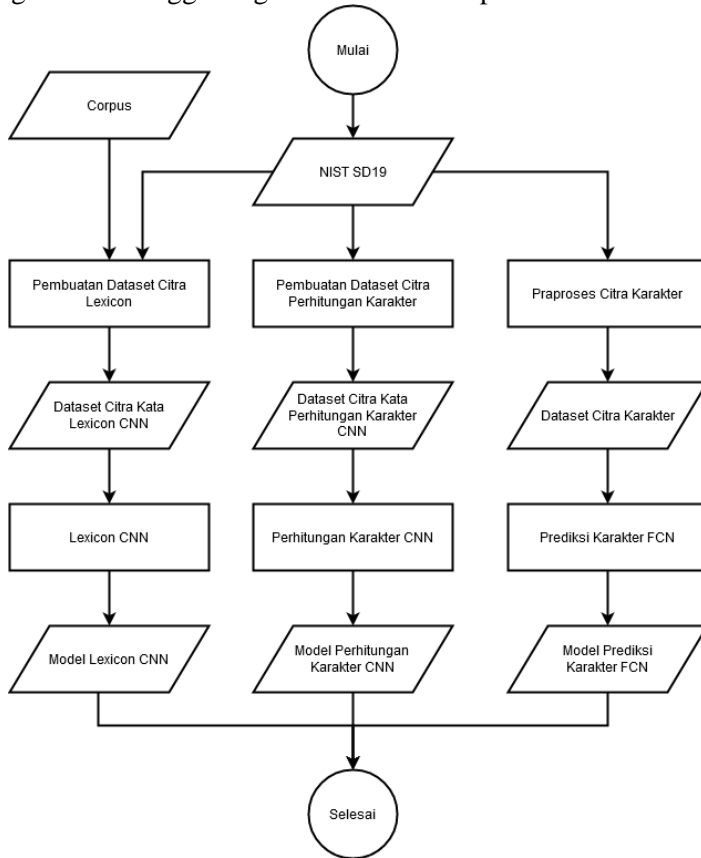 Mulai
Corpus
NIST SD19
Pembuatan Dataset Citra
Lexicon
Pembuatan Dataset Citra
Perhitungan Karakter
Praproses Citra Karakter
Dataset Citra Kata
Lexicon CNN
Dataset Citra Kata
Perhitungan Karakter
CNN
Dataset Citra Karakter
Lexicon CNN
Perhitungan Karakter CNN
Prediksi Karakter FCN
Model Lexicon CNN
Model Perhitungan
Karakter CNN
Model Prediksi
Karakter FCN
Selesai